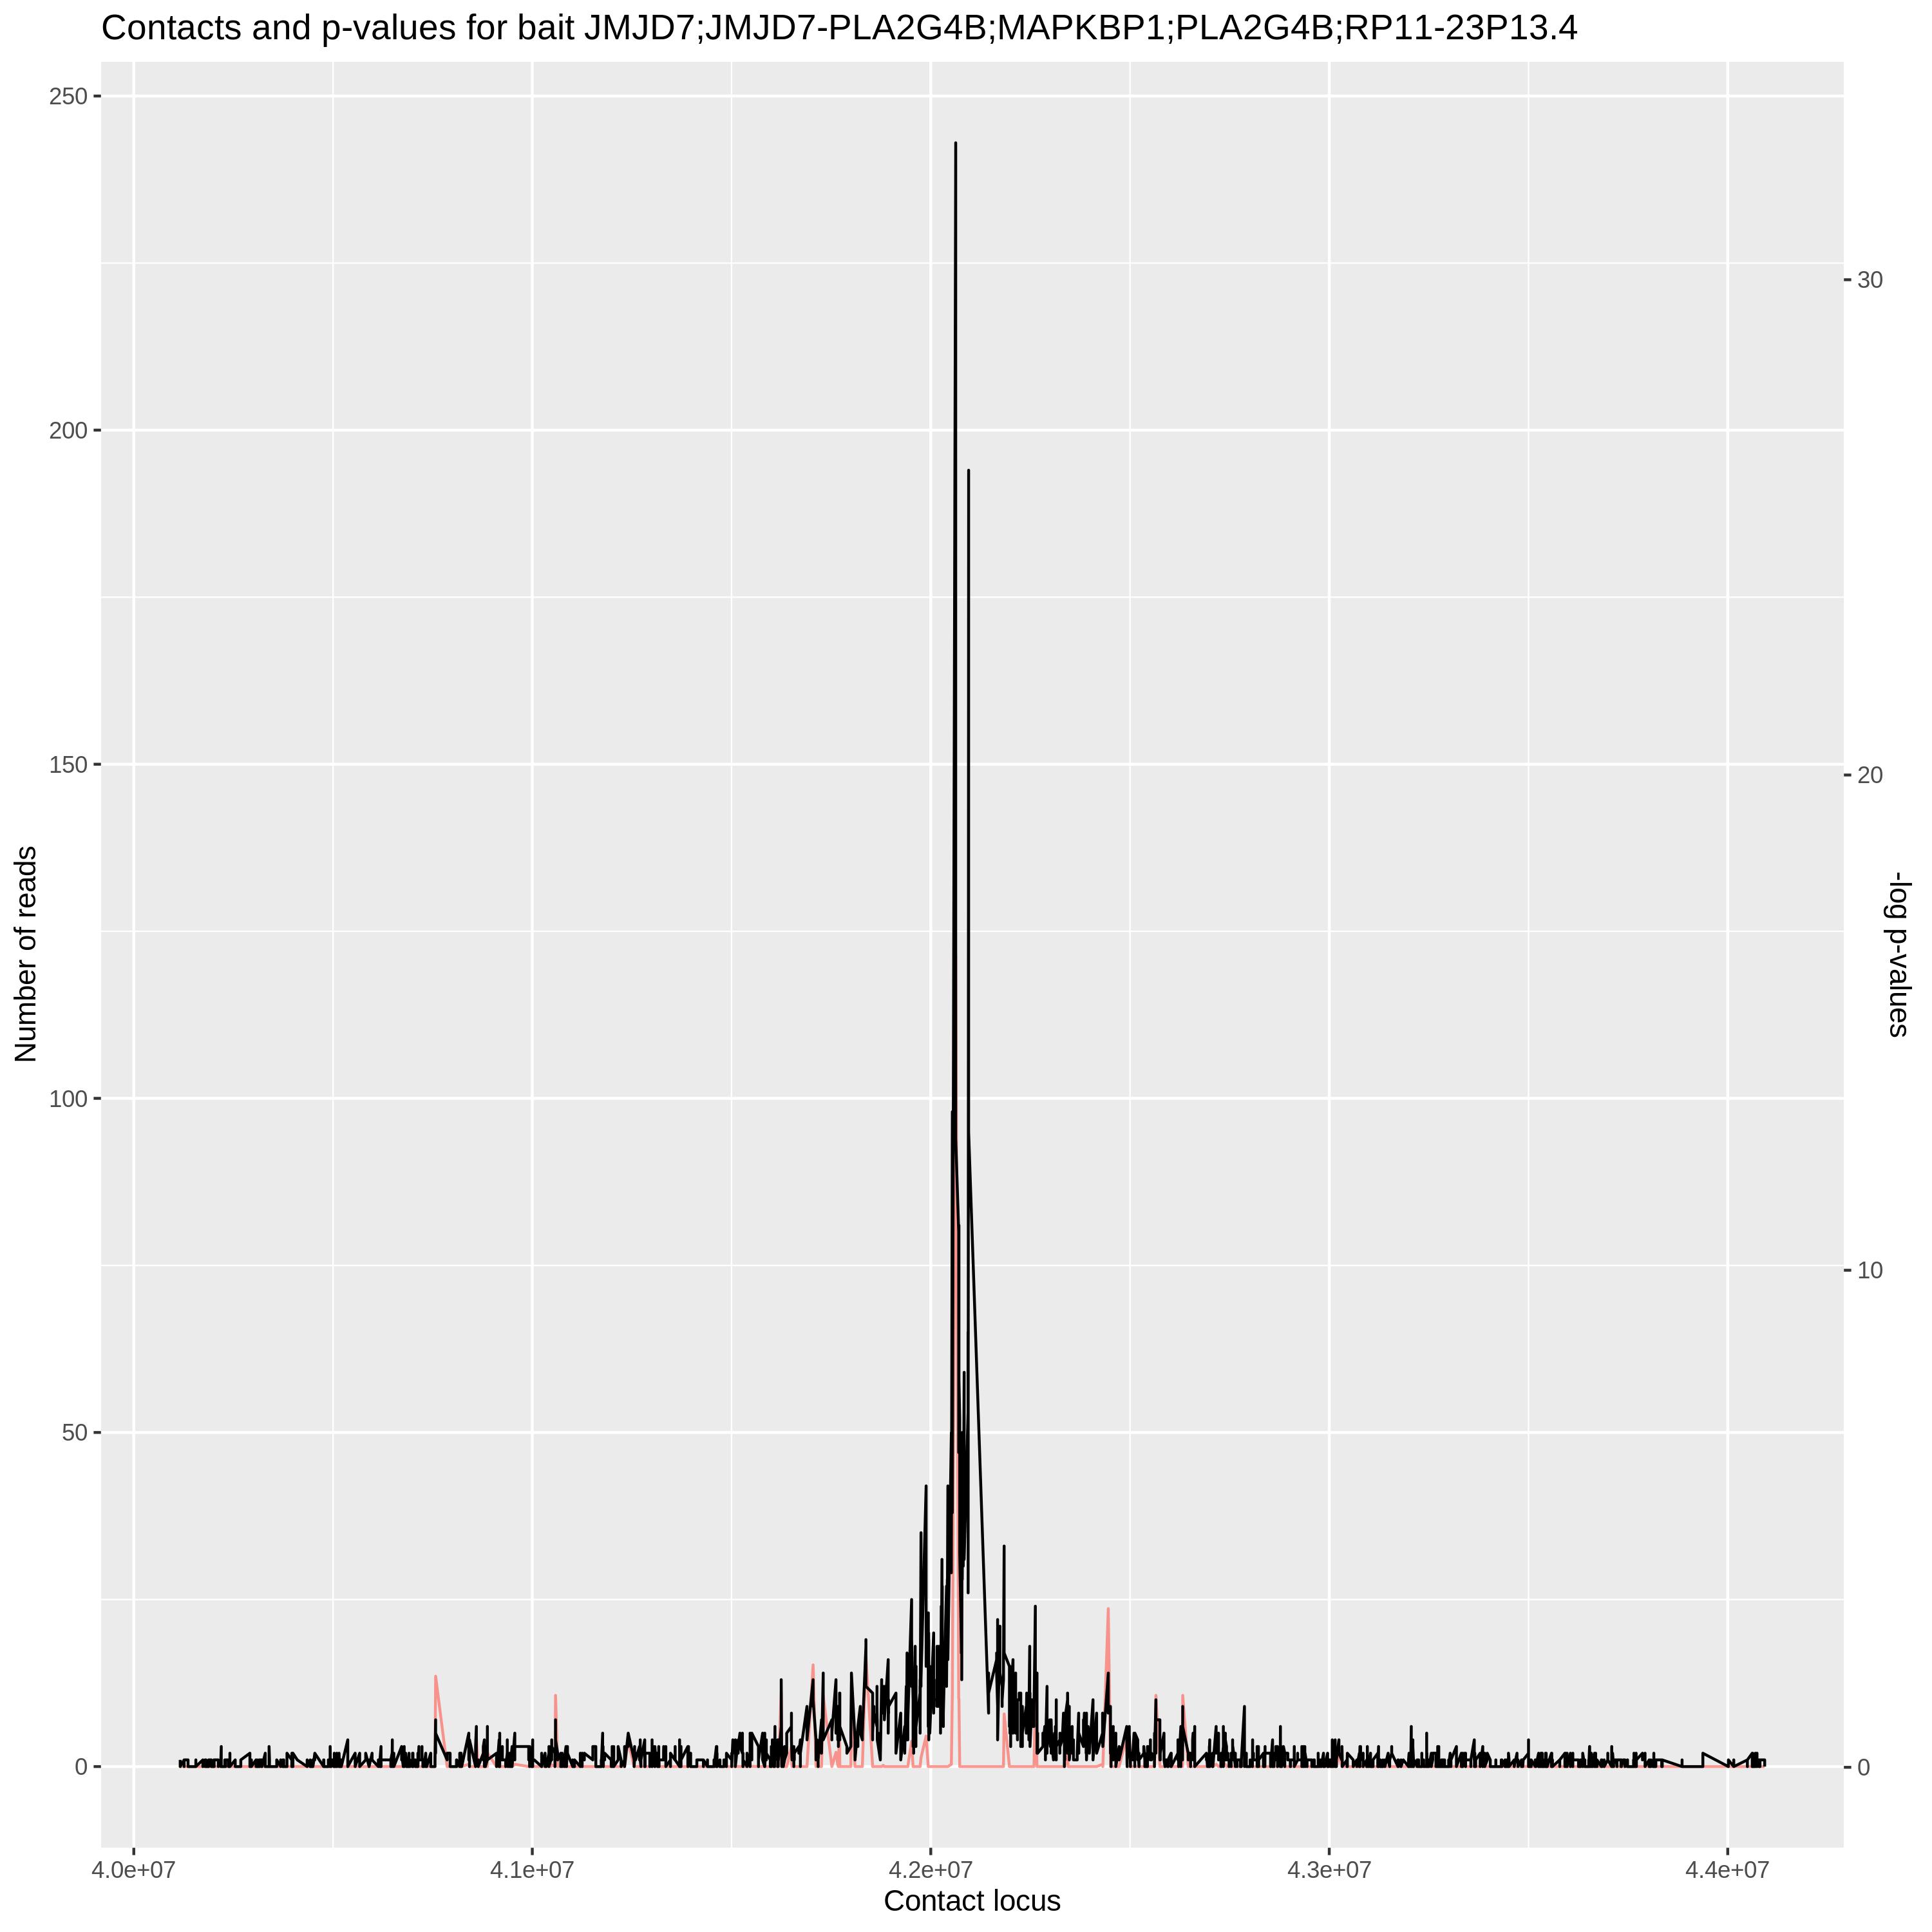 Contacts and p-values for bait JMJD7;JMJD7-PLA2G4B;MAPKBP1;PLA2G4B;RP11-23P13.4
250
200
150
100
50
0
Number of reads
30
20
10
0
-log p-values
4.0e+07
4.1e+07
4.2e+07
4.3e+07
4.4e+07
Contact locus